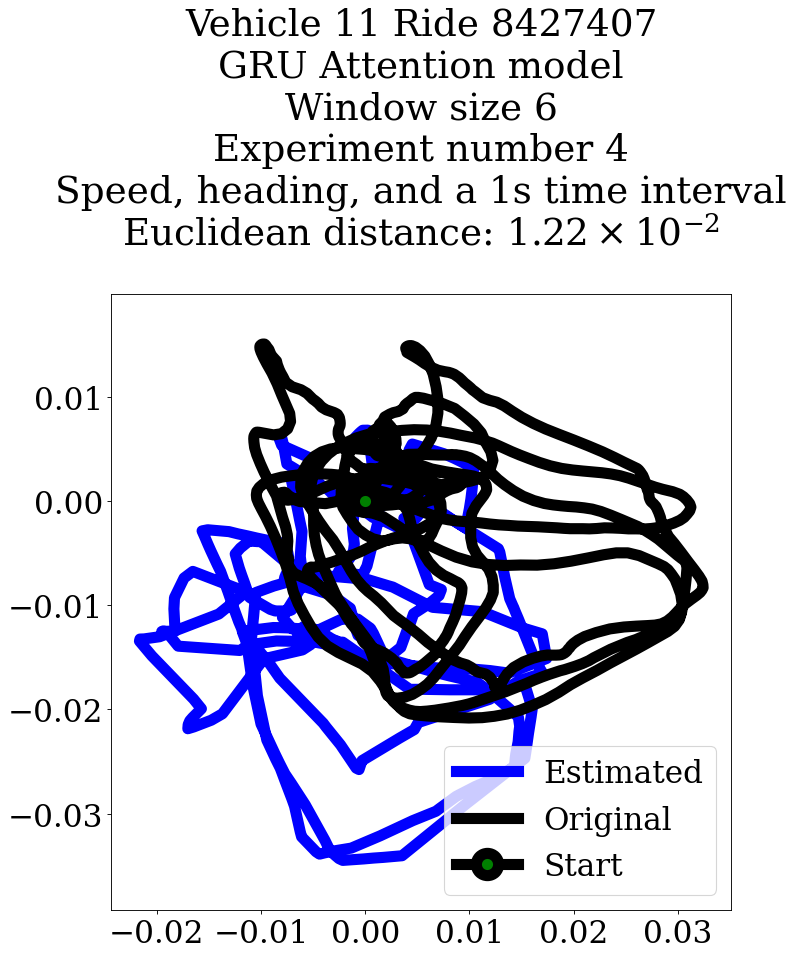 Vehicle 11 Ride 8427407
GRU Attention model
Window size 6
Experiment number 4
Speed, heading, and a 1s time interval
Euclidean distance: 1.22 × 10⁻²
0.01
0.00
−0.01
−0.02
−0.03
Estimated
Original
Start
−0.02 −0.01 0.00 0.01 0.02 0.03